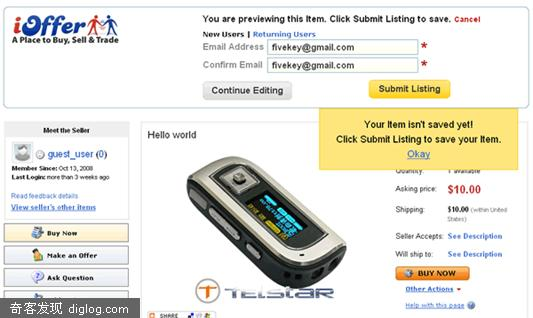 iOffer
A Place to Buy, Sell & Trade
You are previewing this Item. Click Submit Listing to save. Cancel
New Users | Returning Users
Email Address fivekey@gmail.com *
Confirm Email fivekey@gmail.com *
Continue Editing Submit Listing
Your Item isn't saved yet!
Click Submit Listing to save your Item.
Okay
Meet the Seller
guest_user (0)
Member Since: Oct 13, 2008
Last Login: more than 3 weeks ago
Read feedback details
View seller's other items
Buy Now
Make an Offer
Ask Question
Hello world
TELSTAR
SHARE
Quantity: 1 available
Asking price: $10.00
Shipping: $10.00 (within United States)
Seller Accepts: See Description
Will ship to: See Description
BUY NOW
Other Actions
Help with this page
奇客发现 diglog.com